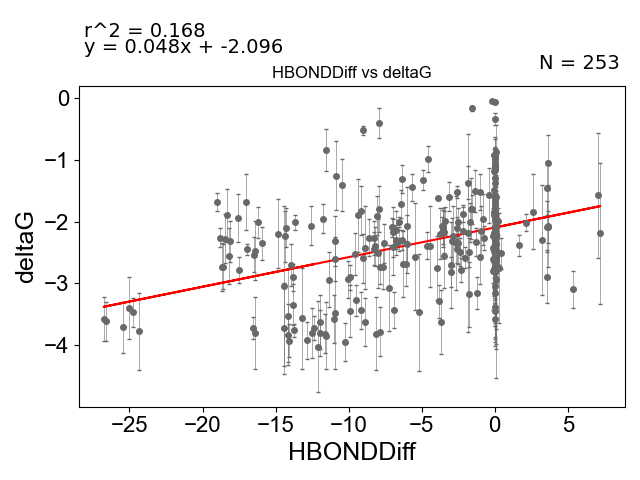 r^2 = 0.168
y = 0.048x + -2.096
N = 253
HBONDDiff vs deltaG
0
−1
−2
−3
−4
deltaG
−25 −20 −15 −10 −5 0 5
HBONDDiff